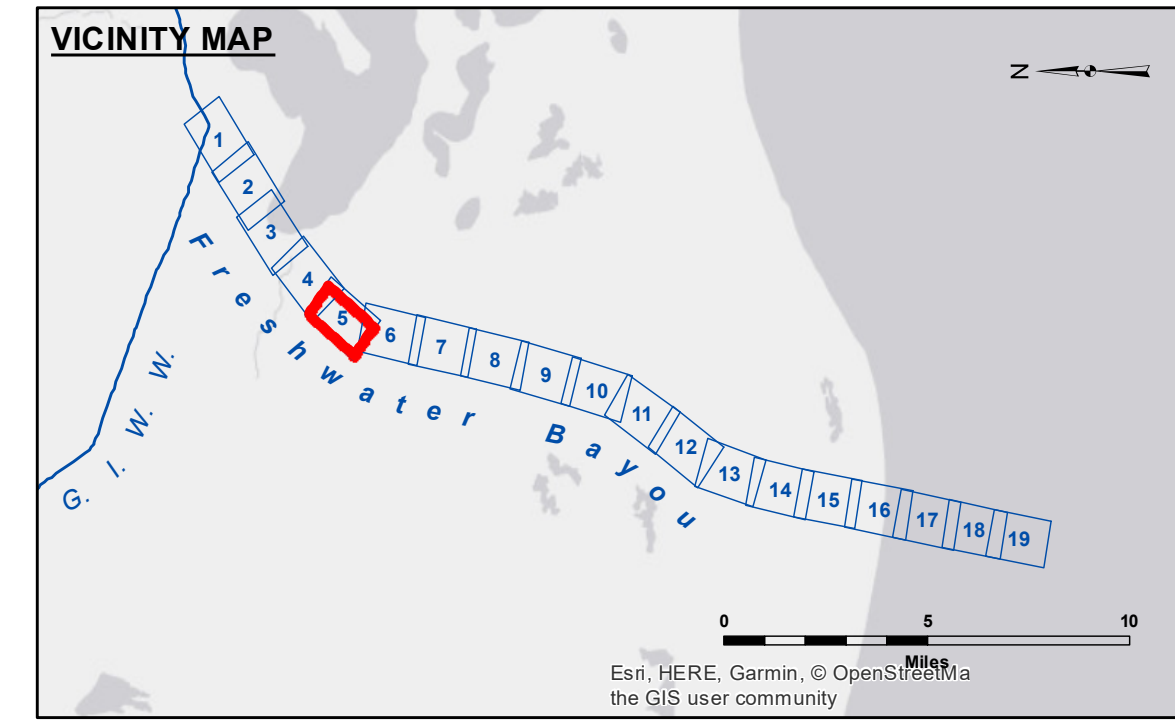 VICINITY MAP
N
1
2
3
4
5
6
7
8
9
10
11
12
13
14
15
16
17
18
19
Freshwater Bayou
G. I. W. W.
0 5 10
Miles
Esri, HERE, Garmin, © OpenStreetMa
the GIS user community